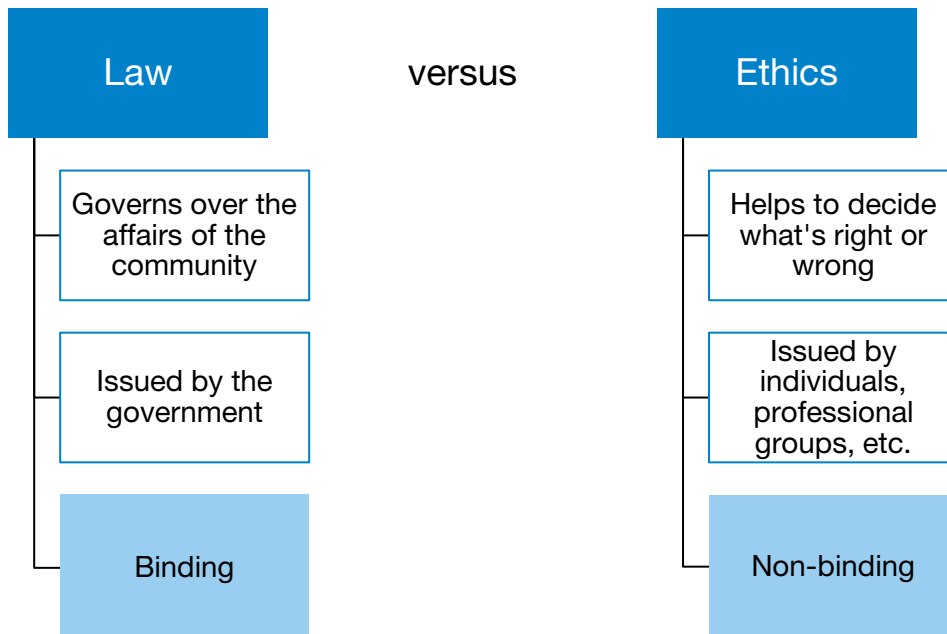 Law
versus
Ethics
Governs over the
affairs of the
community
Helps to decide
what's right or
wrong
Issued by the
government
Issued by
individuals,
professional
groups, etc.
Binding
Non-binding